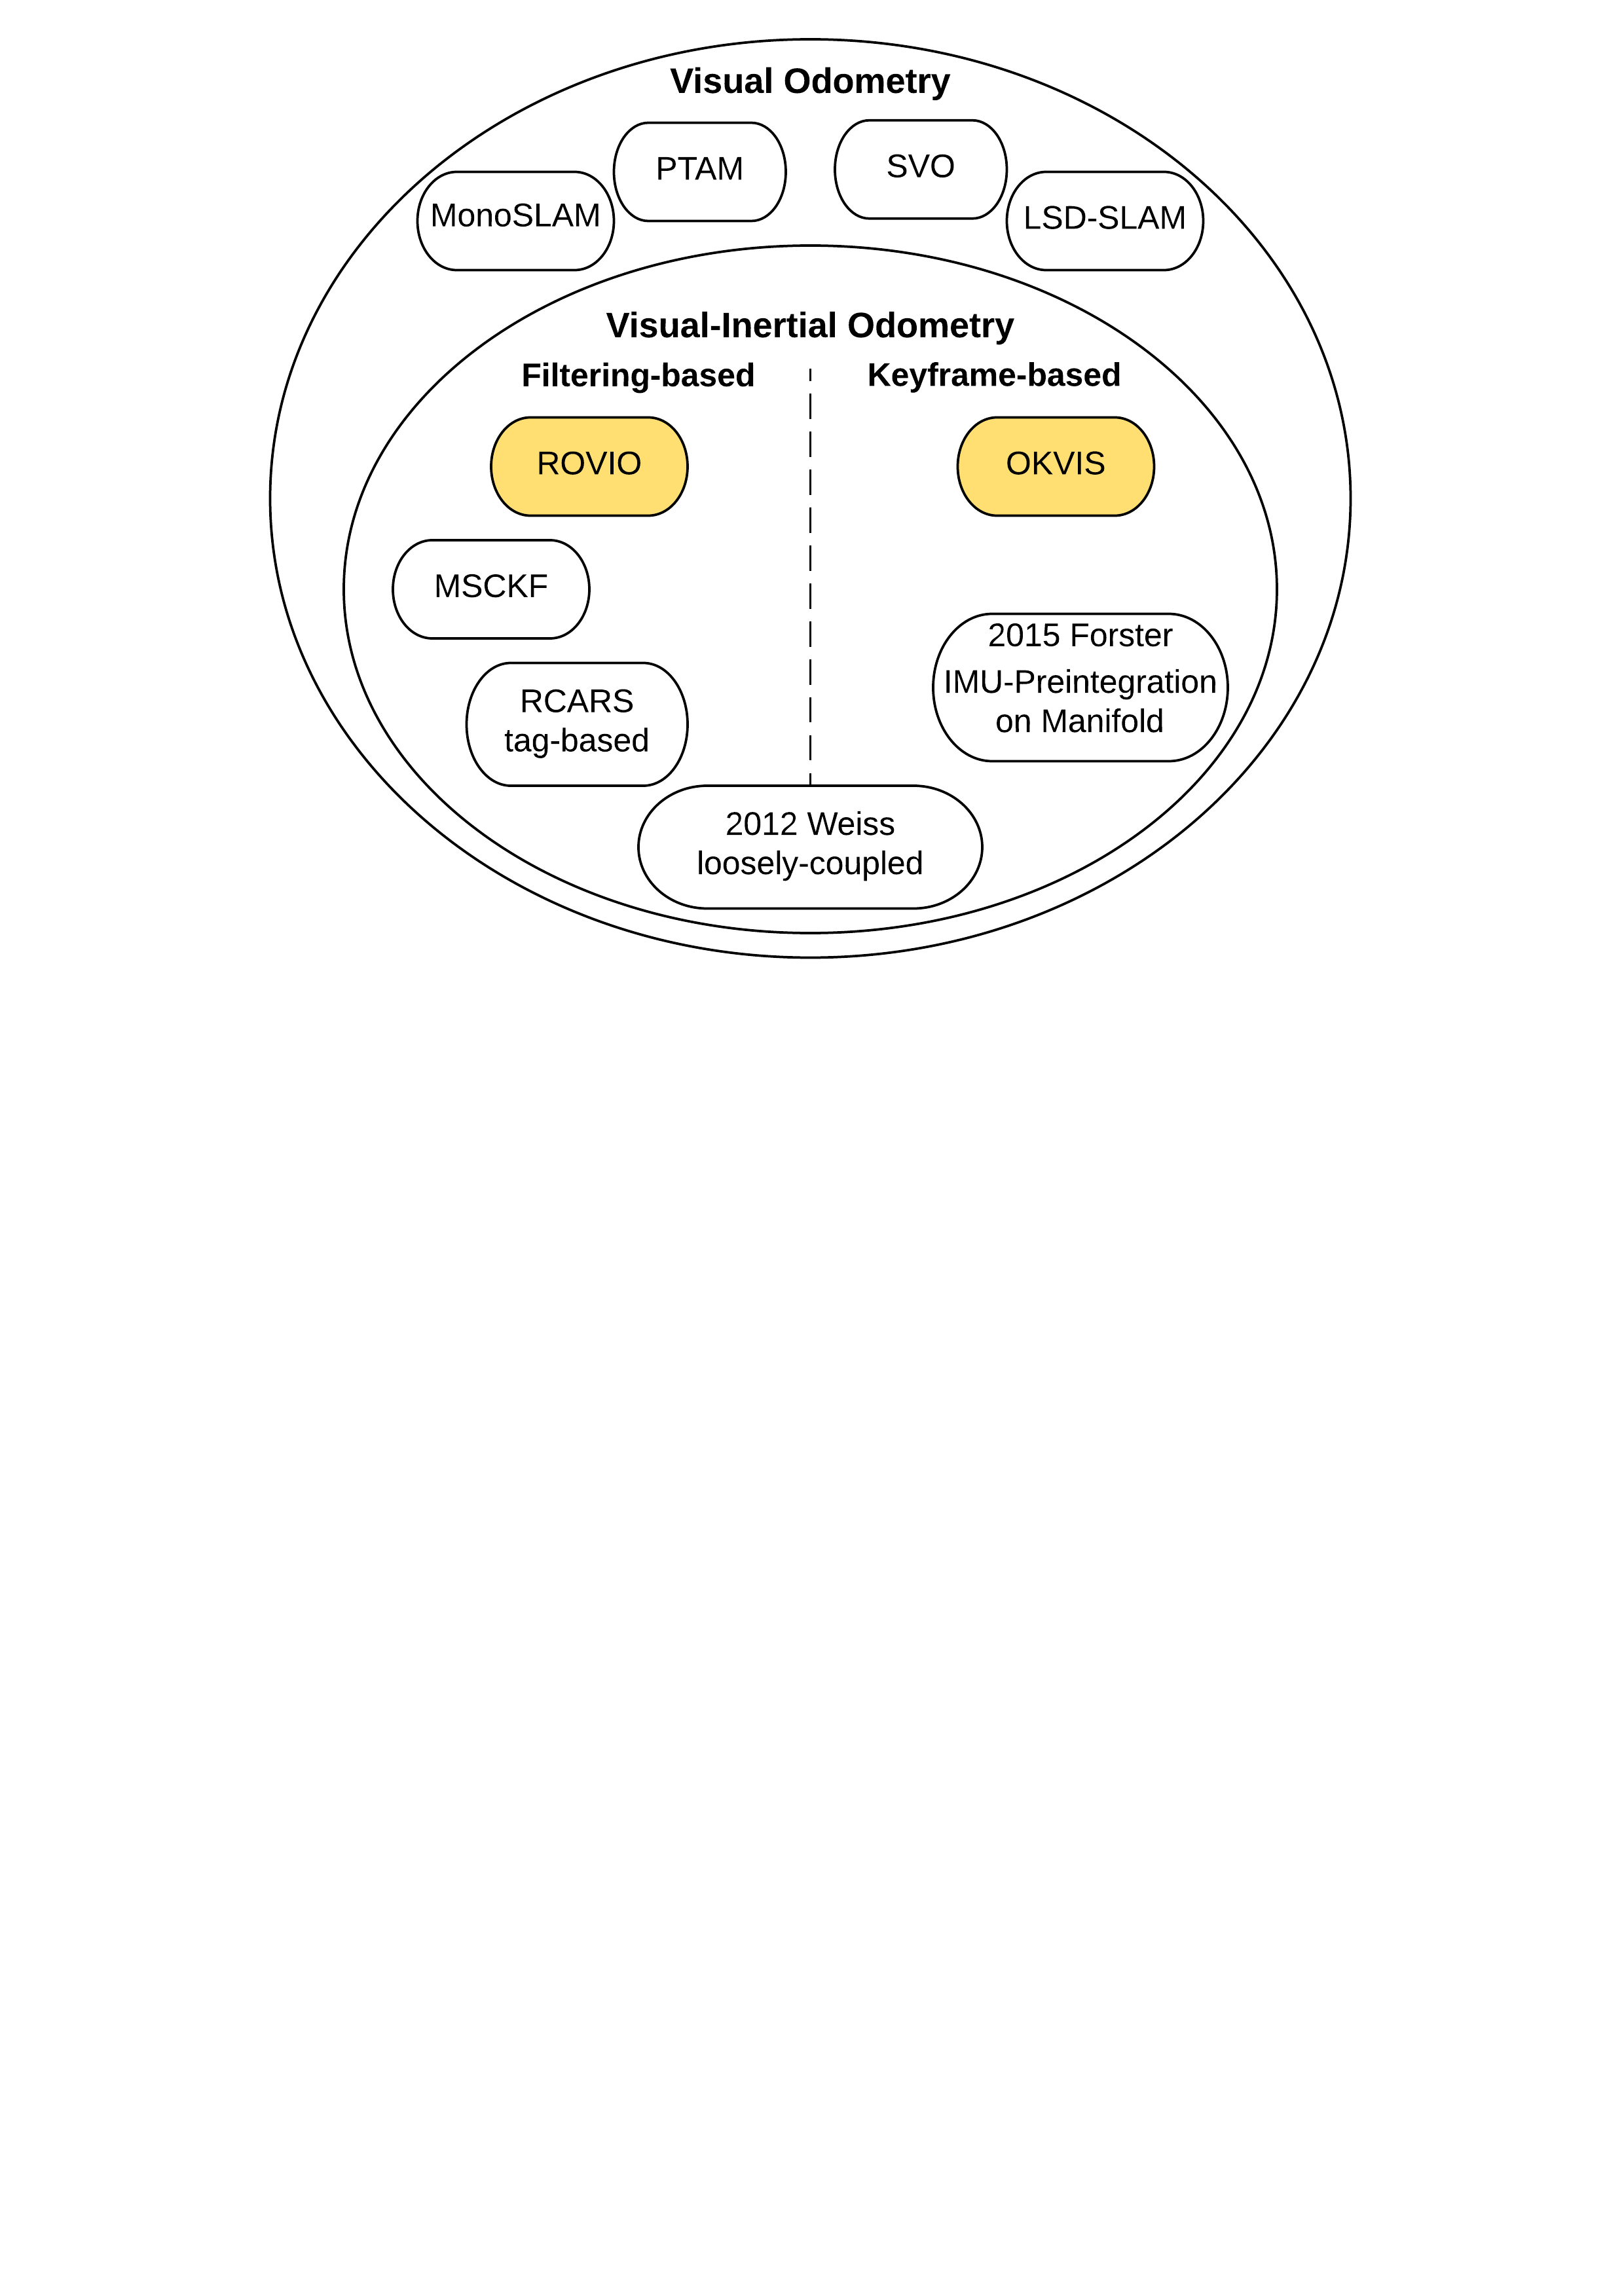 Visual Odometry
PTAM
SVO
MonoSLAM
LSD-SLAM
Visual-Inertial Odometry
Filtering-based
Keyframe-based
ROVIO
OKVIS
MSCKF
2015 Forster
IMU-Preintegration
on Manifold
RCARS
tag-based
2012 Weiss
loosely-coupled